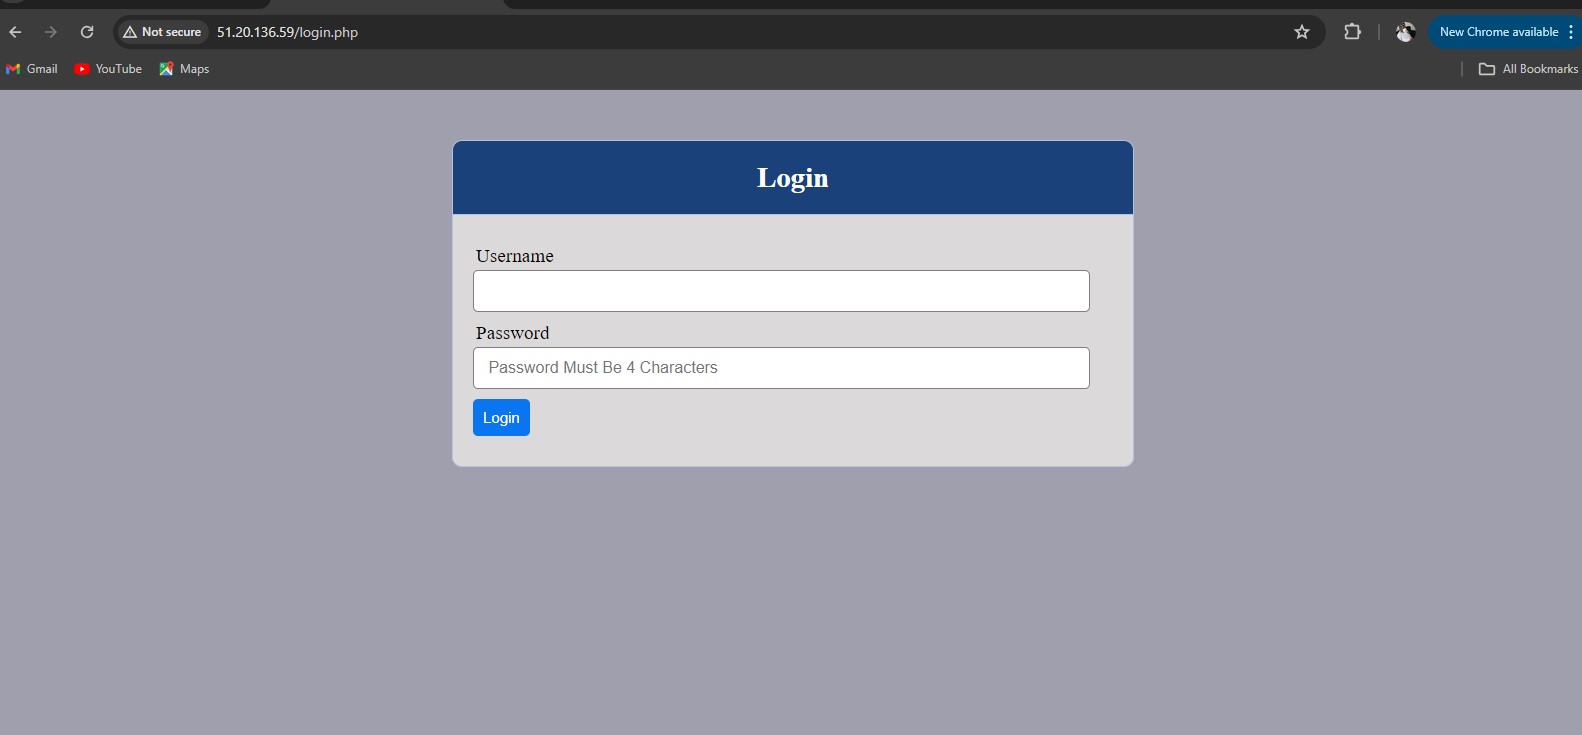 Not secure 51.20.136.59/login.php New Chrome available
Gmail YouTube Maps All Bookmarks
Login
Username
Password
Password Must Be 4 Characters
Login